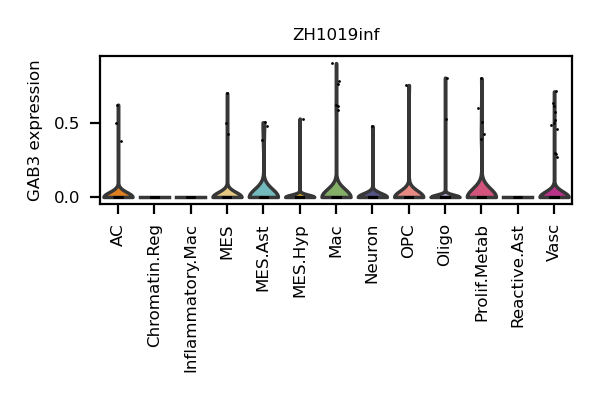 ZH1019inf
GAB3 expression
0.5
0.0
AC
Chromatin.Reg
Inflammatory.Mac
MES
MES.Ast
MES.Hyp
Mac
Neuron
OPC
Oligo
Prolif.Metab
Reactive.Ast
Vasc